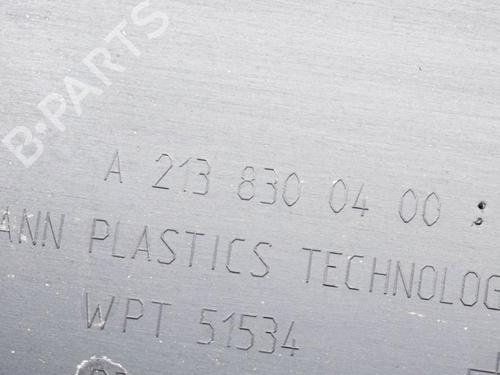 B-PARTS
A 213 830 04 00 :
ANN PLASTICS TECHNOLOG
WPT 51534